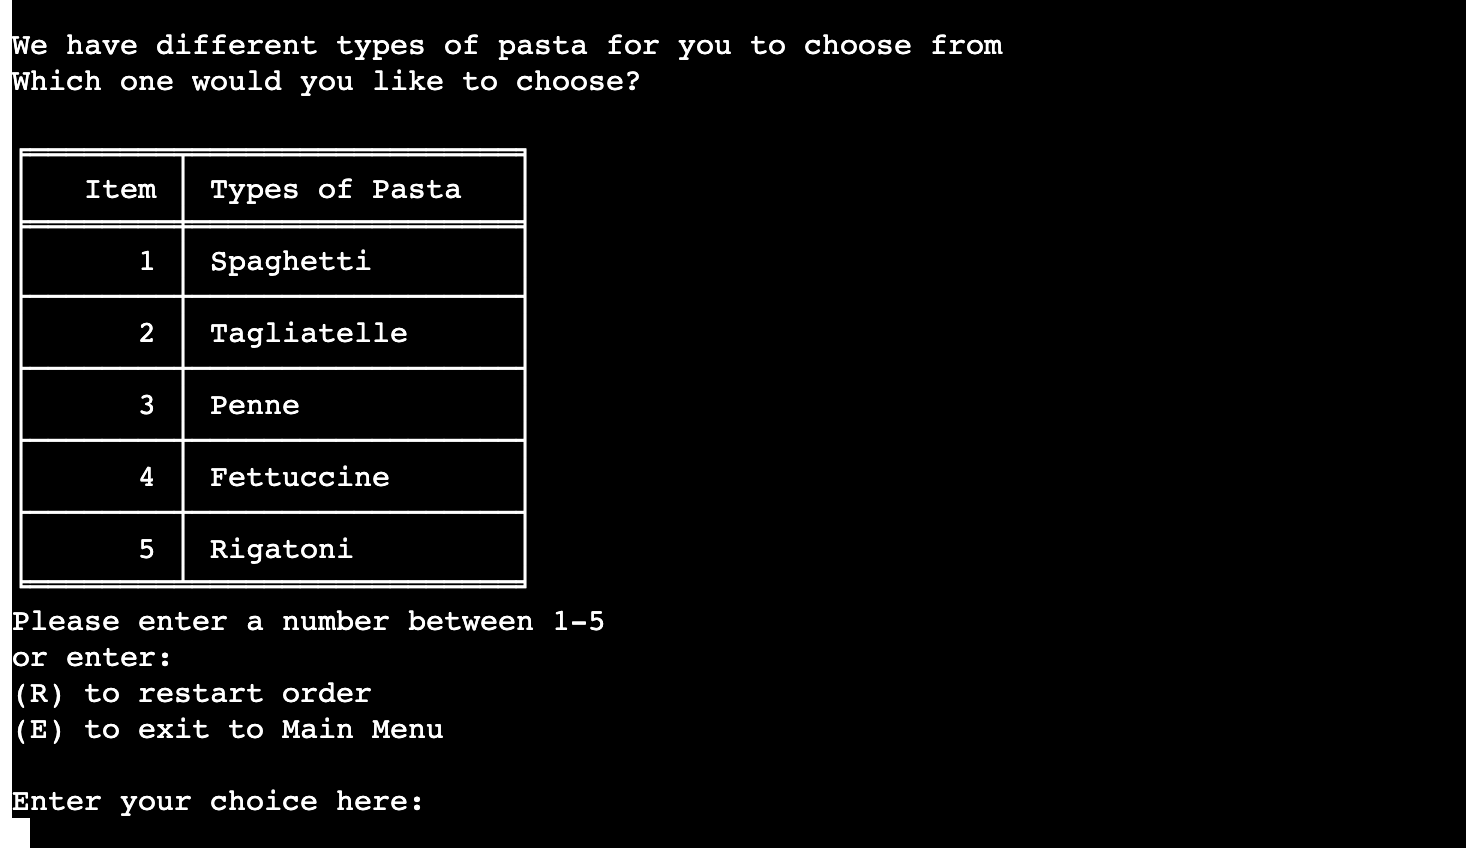 We have different types of pasta for you to choose from
Which one would you like to choose?
Item Types of Pasta
1 Spaghetti
2 Tagliatelle
3 Penne
4 Fettuccine
5 Rigatoni
Please enter a number between 1-5
or enter:
(R) to restart order
(E) to exit to Main Menu
Enter your choice here: